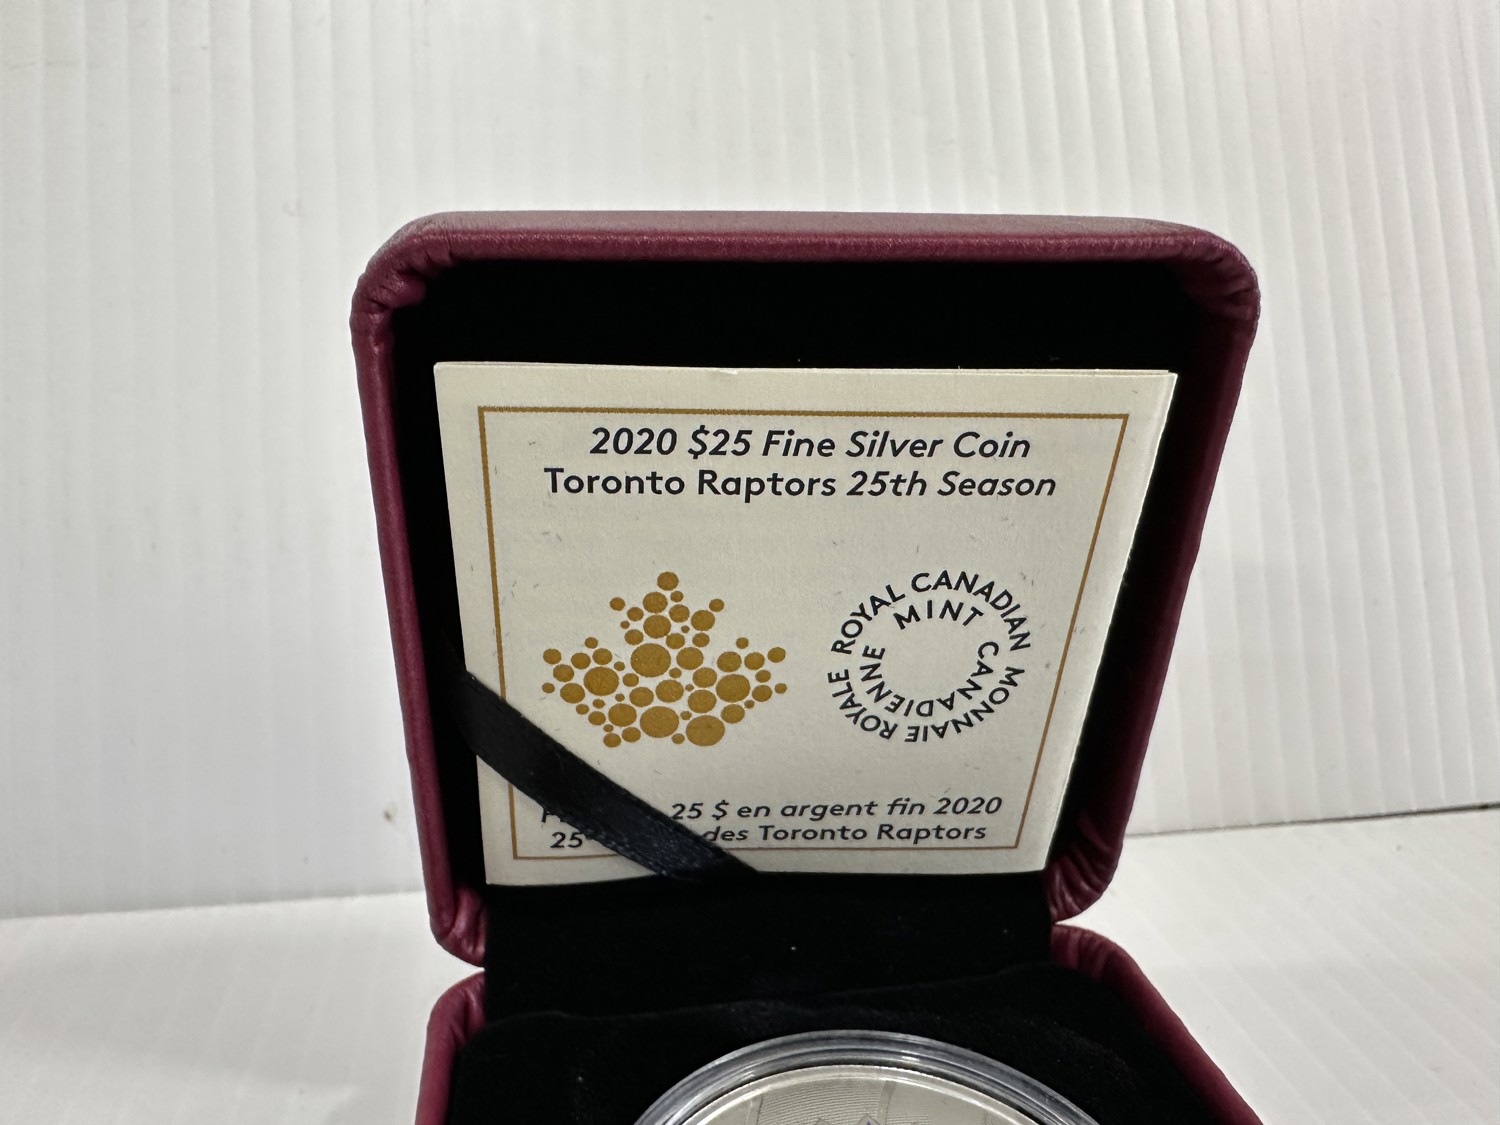 2020 $25 Fine Silver Coin
Toronto Raptors 25th Season
ROYAL CANADIAN MINT
MONNAIE ROYALE CANADIENNE
25 $ en argent fin 2020
25 des Toronto Raptors